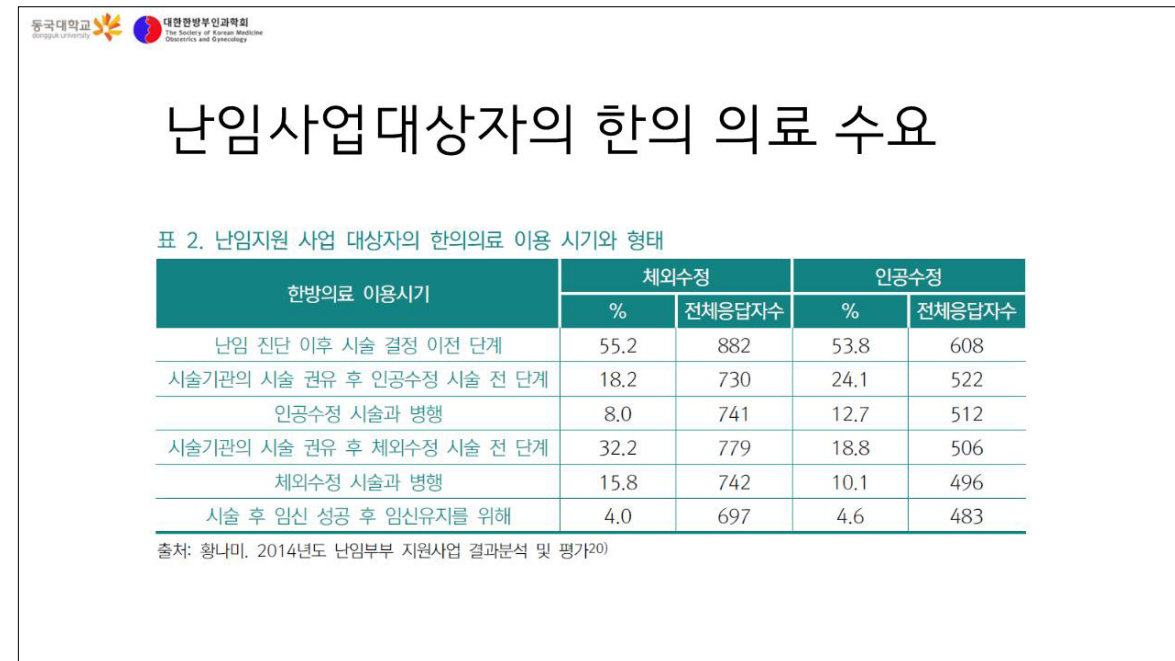 동국대학교
dongguk university
대한한방부인과학회
The Society of Korean Medicine
Obstetrics and Gynecology
난임사업대상자의 한의 의료 수요
표 2. 난임지원 사업 대상자의 한의의료 이용 시기와 형태
한방의료 이용시기 체외수정 인공수정
% 전체응답자수 % 전체응답자수
난임 진단 이후 시술 결정 이전 단계 55.2 882 53.8 608
시술기관의 시술 권유 후 인공수정 시술 전 단계 18.2 730 24.1 522
인공수정 시술과 병행 8.0 741 12.7 512
시술기관의 시술 권유 후 체외수정 시술 전 단계 32.2 779 18.8 506
체외수정 시술과 병행 15.8 742 10.1 496
시술 후 임신 성공 후 임신유지를 위해 4.0 697 4.6 483
출처: 황나미. 2014년도 난임부부 지원사업 결과분석 및 평가20)